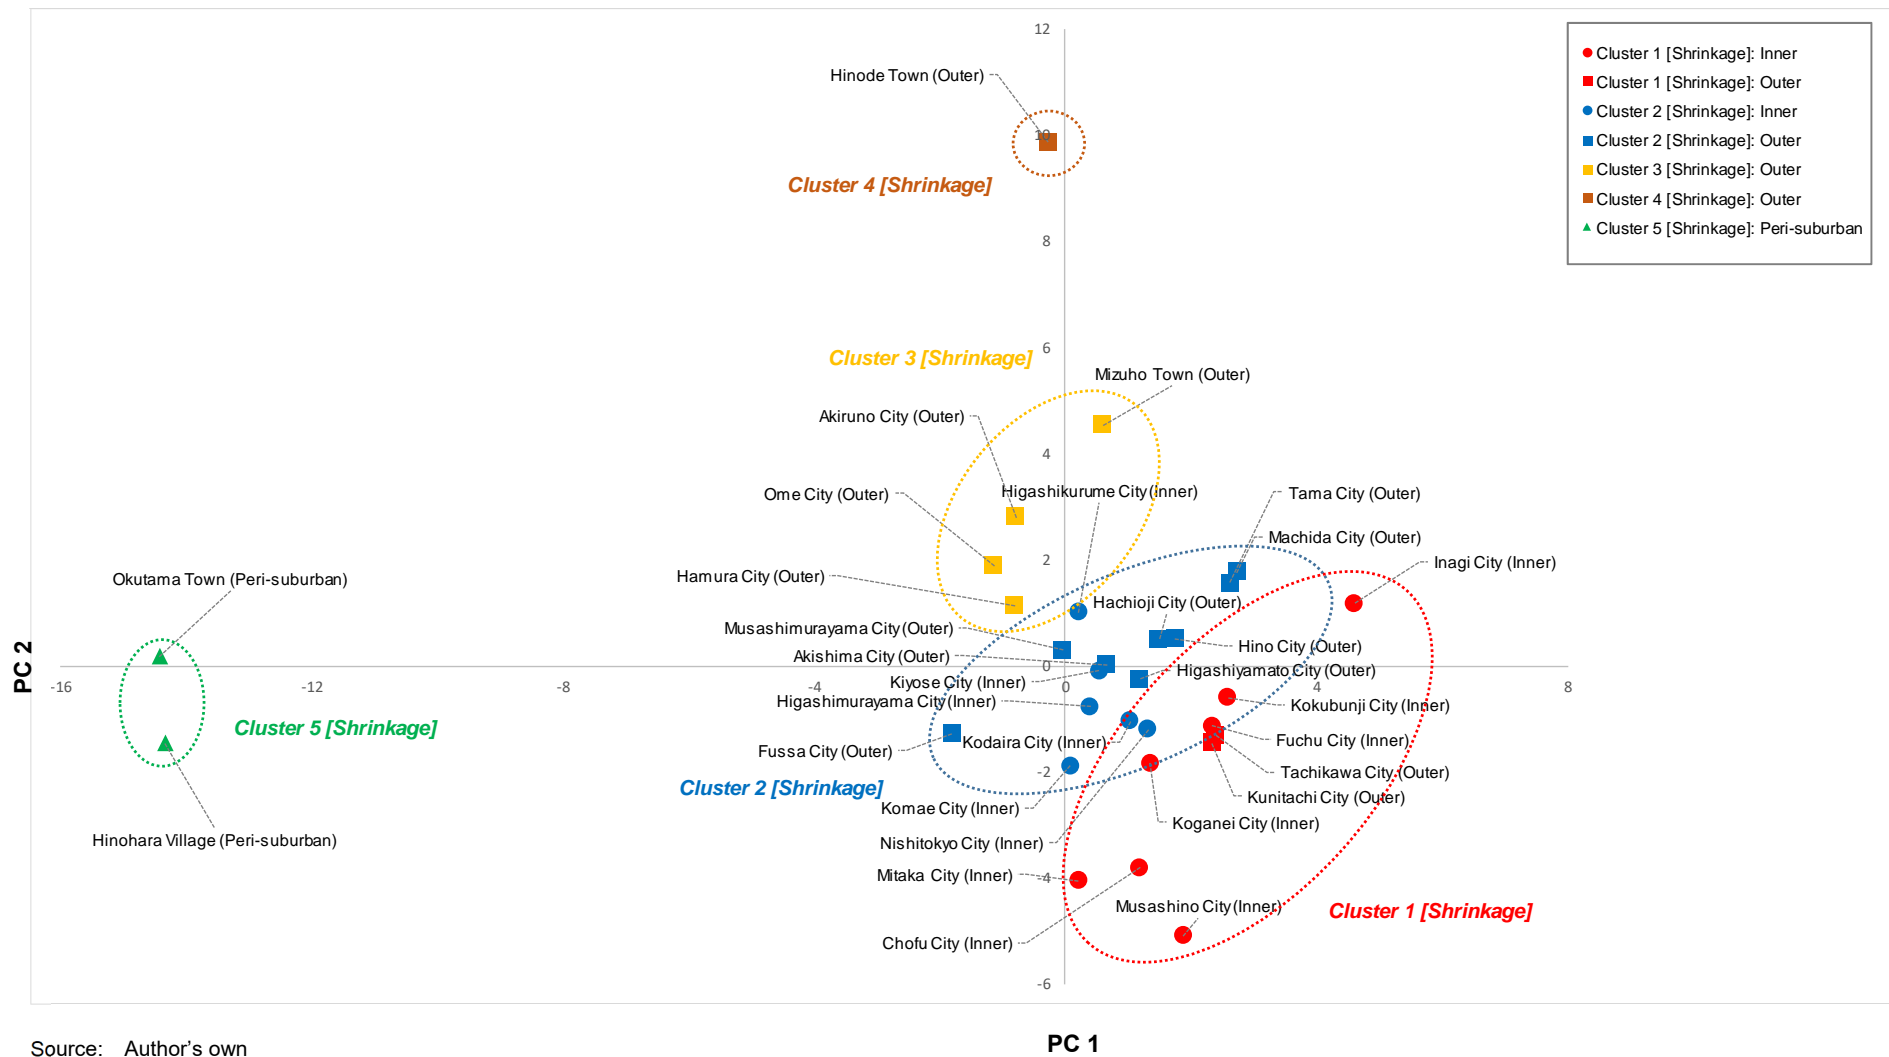 12
Cluster 1 [Shrinkage]: Inner
Cluster 1 [Shrinkage]: Outer
Cluster 2 [Shrinkage]: Inner
Cluster 2 [Shrinkage]: Outer
Cluster 3 [Shrinkage]: Outer
Cluster 4 [Shrinkage]: Outer
Cluster 5 [Shrinkage]: Peri-suburban
Hinode Town (Outer)
10
Cluster 4 [Shrinkage]
8
6
Cluster 3 [Shrinkage]
Mizuho Town (Outer)
Akiruno City (Outer)
4
Ome City (Outer)
Higashikurume City (Inner)
Tama City (Outer)
Machida City (Outer)
2
Inagi City (Inner)
Okutama Town (Peri-suburban)
Hamura City (Outer)
Hachioji City (Outer)
Musashimurayama City (Outer)
Hino City (Outer)
Akishima City (Outer)
0
Higashiyamato City (Outer)
PC 2
-16
-12
-8
-4
4
8
Kiyose City (Inner)
Higashimurayama City (Inner)
Kokubunji City (Inner)
Cluster 5 [Shrinkage]
Kodaira City (Inner)
Fuchu City (Inner)
Fussa City (Outer)
-2
Tachikawa City (Outer)
Cluster 2 [Shrinkage]
Kunitachi City (Outer)
Komae City (Inner)
Koganei City (Inner)
Hinohara Village (Peri-suburban)
Nishitokyo City (Inner)
Mitaka City (Inner)
-4
Musashino City (Inner)
Cluster 1 [Shrinkage]
Chofu City (Inner)
-6
PC 1
Source: Author's own